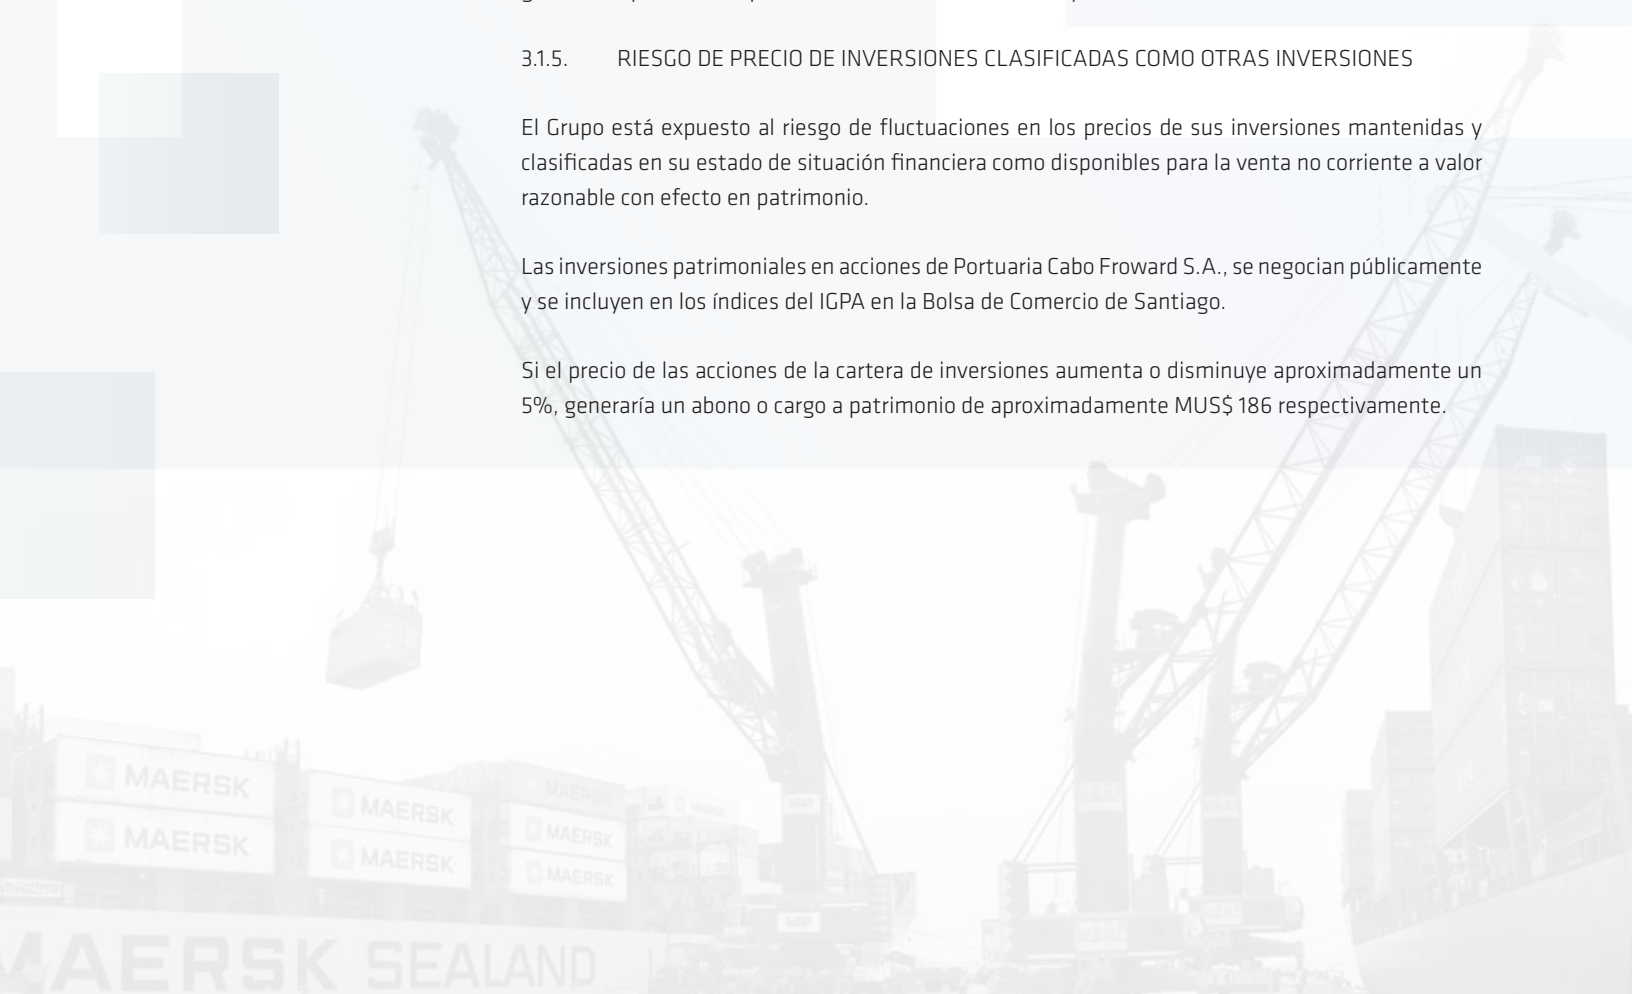 3.1.5. RIESGO DE PRECIO DE INVERSIONES CLASIFICADAS COMO OTRAS INVERSIONES
El Grupo está expuesto al riesgo de fluctuaciones en los precios de sus inversiones mantenidas y
clasificadas en su estado de situación financiera como disponibles para la venta no corriente a valor
razonable con efecto en patrimonio.
Las inversiones patrimoniales en acciones de Portuaria Cabo Froward S.A., se negocian públicamente
y se incluyen en los índices del IGPA en la Bolsa de Comercio de Santiago.
Si el precio de las acciones de la cartera de inversiones aumenta o disminuye aproximadamente un
5%, generaría un abono o cargo a patrimonio de aproximadamente MUS$ 186 respectivamente.
MAERSK
MAERSK
MAERSK
MAERSK
MAERSK
MAERSK
MAERSK
MAERSK
MAERSK SEALAND